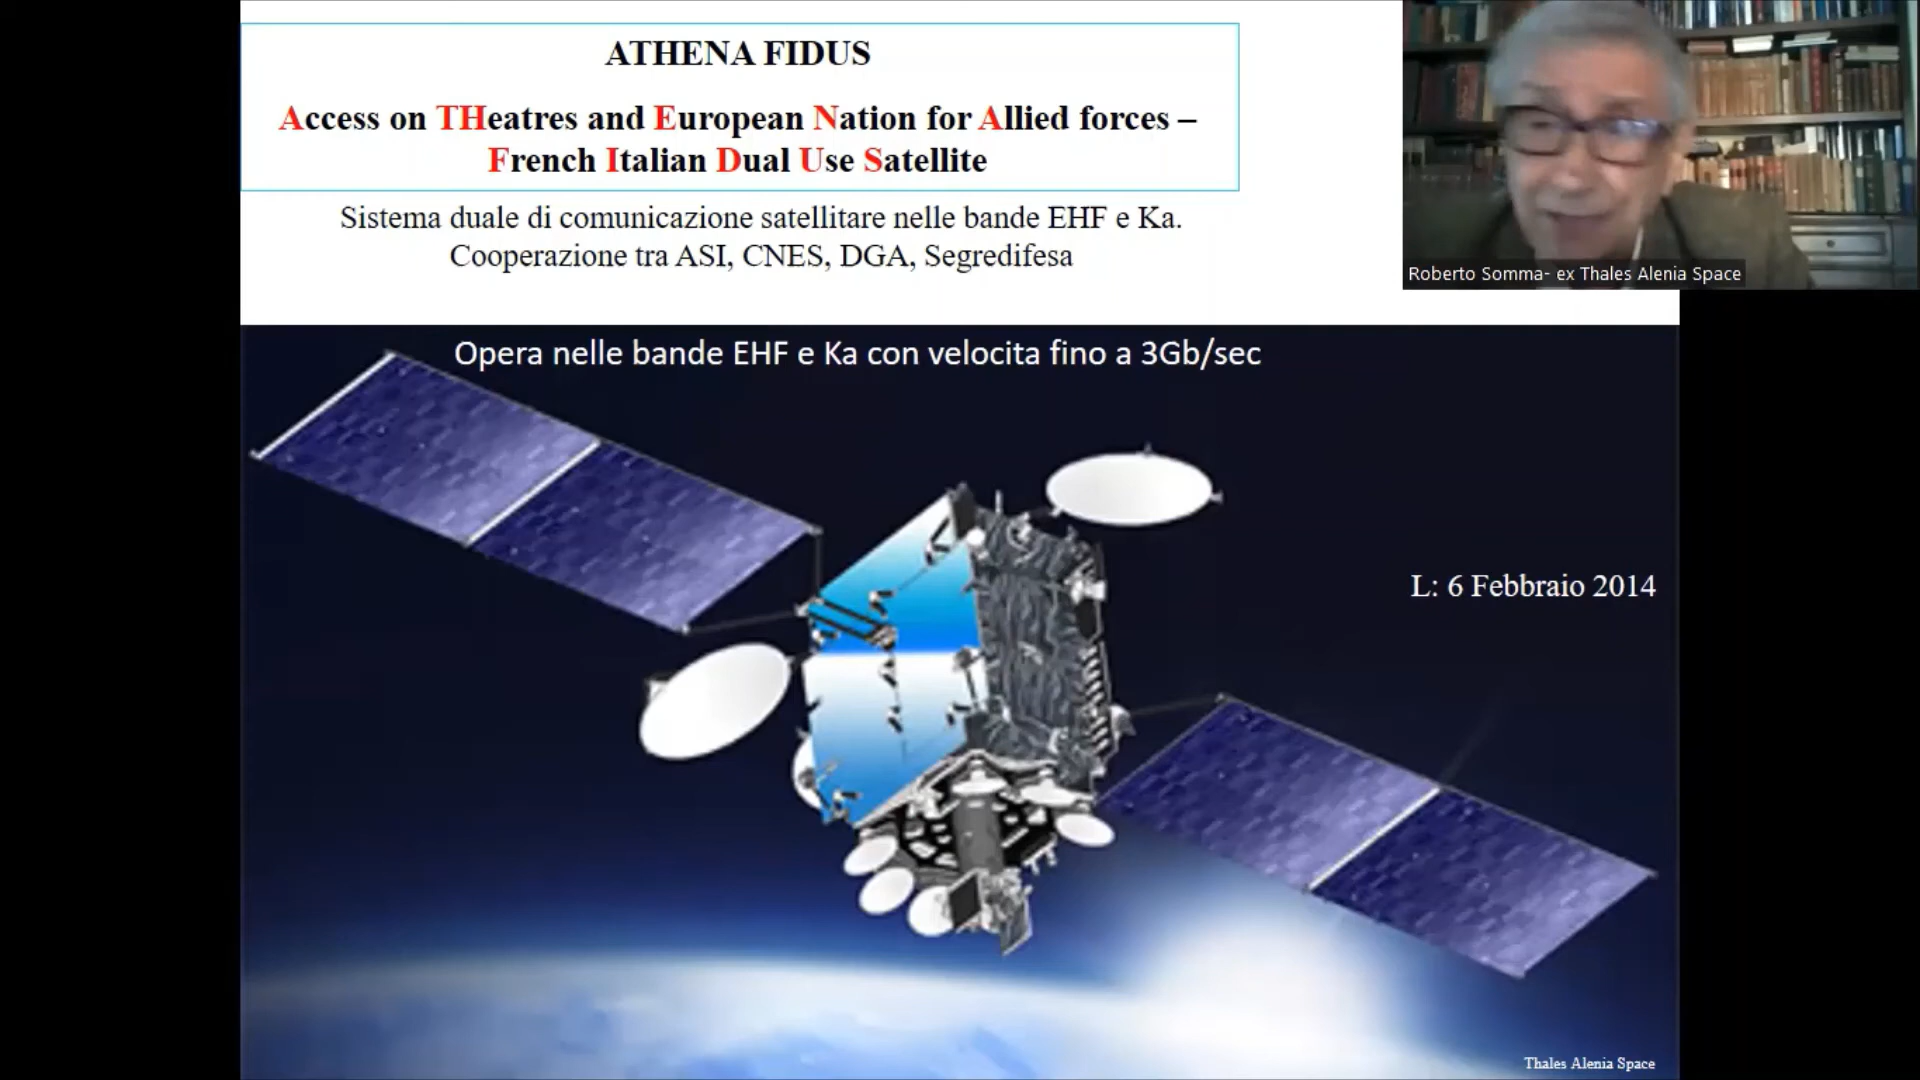 ATHENA FIDUS
Access on THeatres and European Nation for Allied forces –
French Italian Dual Use Satellite
Sistema duale di comunicazione satellitare nelle bande EHF e Ka.
Cooperazione tra ASI, CNES, DGA, Segredifesa
Roberto Somma- ex Thales Alenia Space
Opera nelle bande EHF e Ka con velocita fino a 3Gb/sec
L: 6 Febbraio 2014
Thales Alenia Space